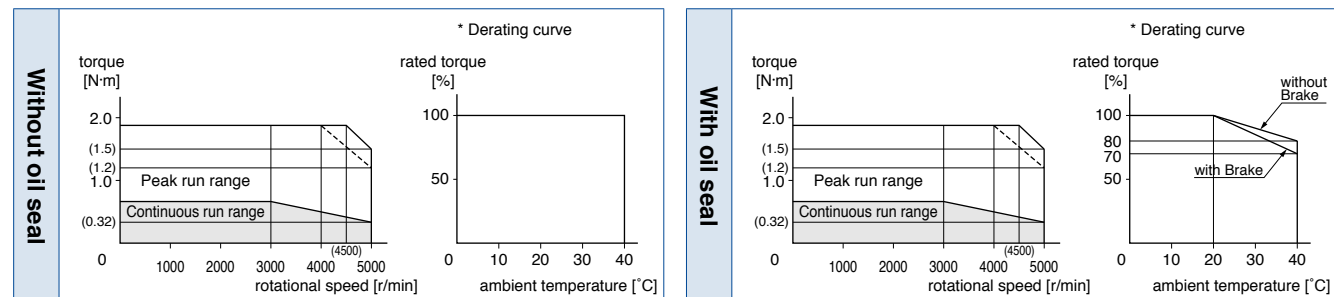 Without oil seal
torque
[N·m]
2.0
(1.5)
(1.2)
1.0
(0.32)
0
Peak run range
Continuous run range
(4500)
1000 2000 3000 4000 5000
rotational speed [r/min]
* Derating curve
rated torque
[%]
100
50
0 10 20 30 40
ambient temperature [˚C]
With oil seal
torque
[N·m]
2.0
(1.5)
(1.2)
1.0
(0.32)
0
Peak run range
Continuous run range
(4500)
1000 2000 3000 4000 5000
rotational speed [r/min]
* Derating curve
rated torque
[%]
without
Brake
100
80
70
50
with Brake
0 10 20 30 40
ambient temperature [˚C]